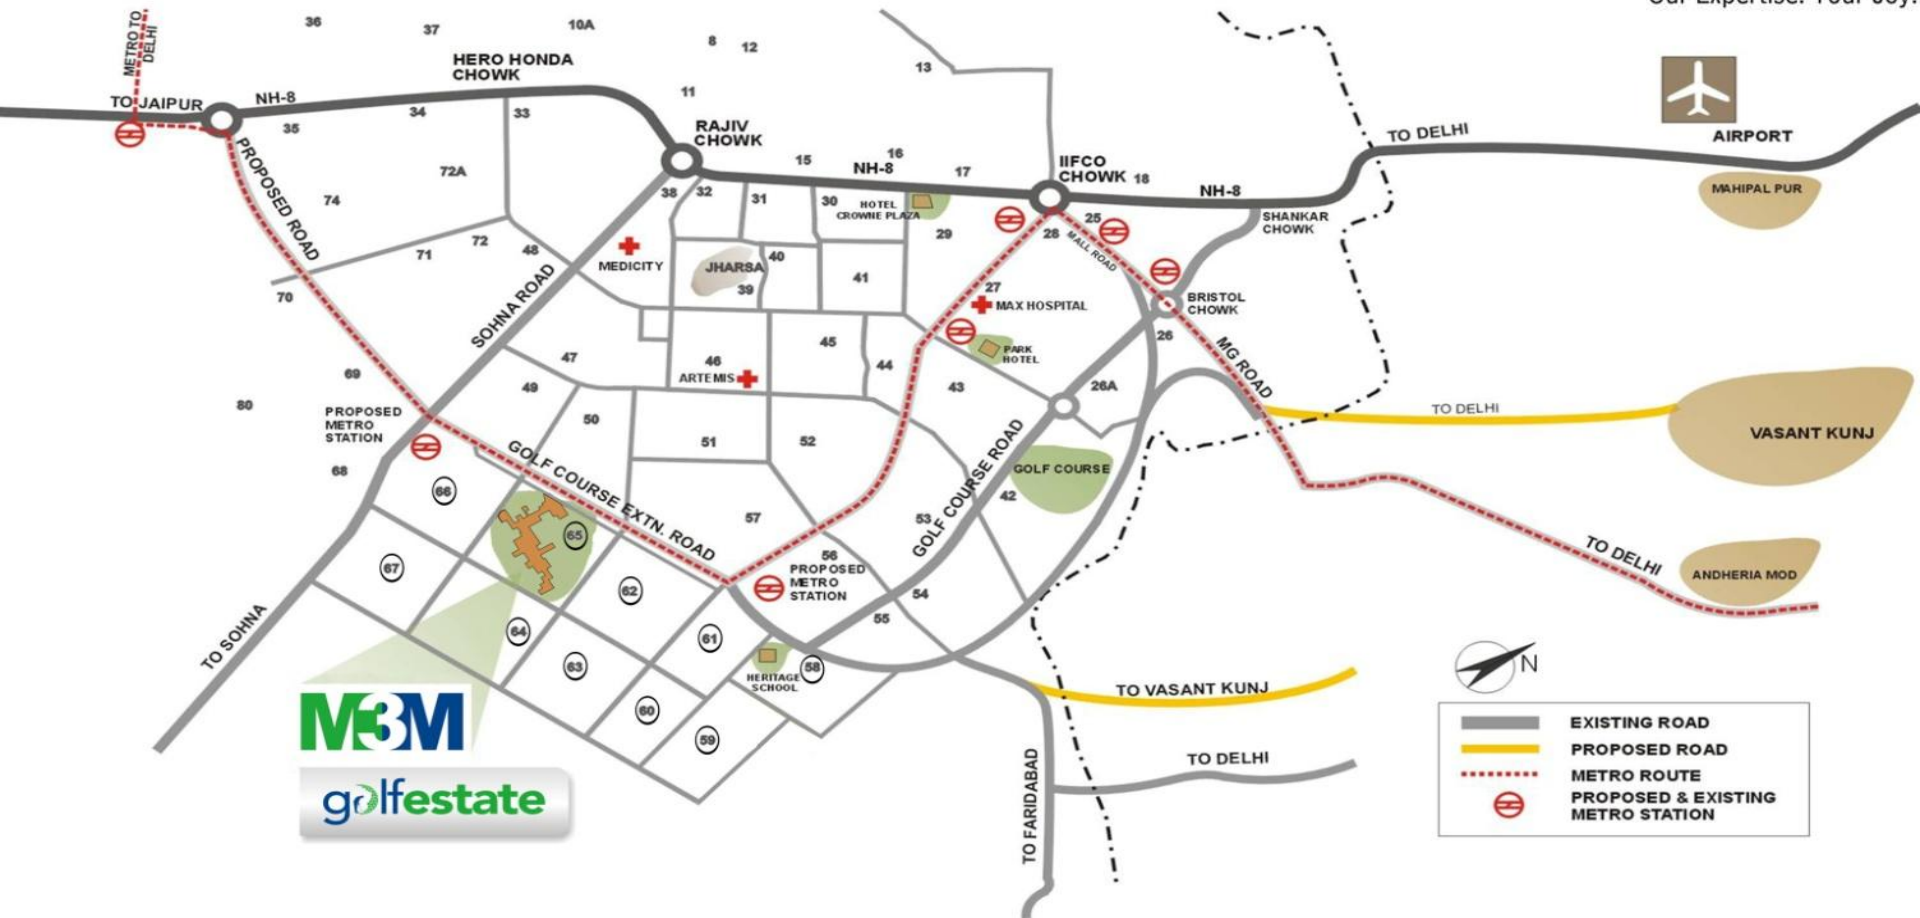 Our Expertise. Your Joy.
METRO TO
DELHI
36
37
10A
8
12
13
HERO HONDA
CHOWK
TO JAIPUR
NH-8
11
35
34
33
RAJIV
CHOWK
TO DELHI
AIRPORT
15
16
NH-8
17
IIFCO
CHOWK
18
NH-8
MAHIPAL PUR
PROPOSED ROAD
72A
74
38
32
31
30
HOTEL
CROWNE PLAZA
29
25
28
MALL ROAD
SHANKAR
CHOWK
71
72
48
MEDICITY
JHARSA
40
39
41
27
MAX HOSPITAL
BRISTOL
CHOWK
70
SOHNA ROAD
26
MG ROAD
47
46
ARTEMIS
45
44
PARK
HOTEL
69
80
49
50
43
26A
TO DELHI
VASANT KUNJ
PROPOSED
METRO
STATION
51
52
GOLF COURSE ROAD
GOLF COURSE
68
66
GOLF COURSE EXTN. ROAD
42
57
53
65
67
56
PROPOSED
METRO
STATION
TO DELHI
ANDHERIA MOD
62
54
55
64
61
TO SOHNA
63
HERITAGE
SCHOOL
58
60
59
M3M
golfestate
TO VASANT KUNJ
TO DELHI
TO FARIDABAD
N
EXISTING ROAD
PROPOSED ROAD
METRO ROUTE
PROPOSED & EXISTING
METRO STATION